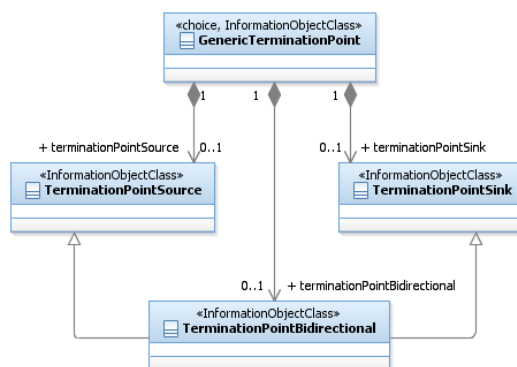 «choice, InformationObjectClass»
GenericTerminationPoint
1
1
1
+ terminationPointSource
0..1
0..1
+ terminationPointSink
«InformationObjectClass»
TerminationPointSource
«InformationObjectClass»
TerminationPointSink
0..1
+ terminationPointBidirectional
«InformationObjectClass»
TerminationPointBidirectional